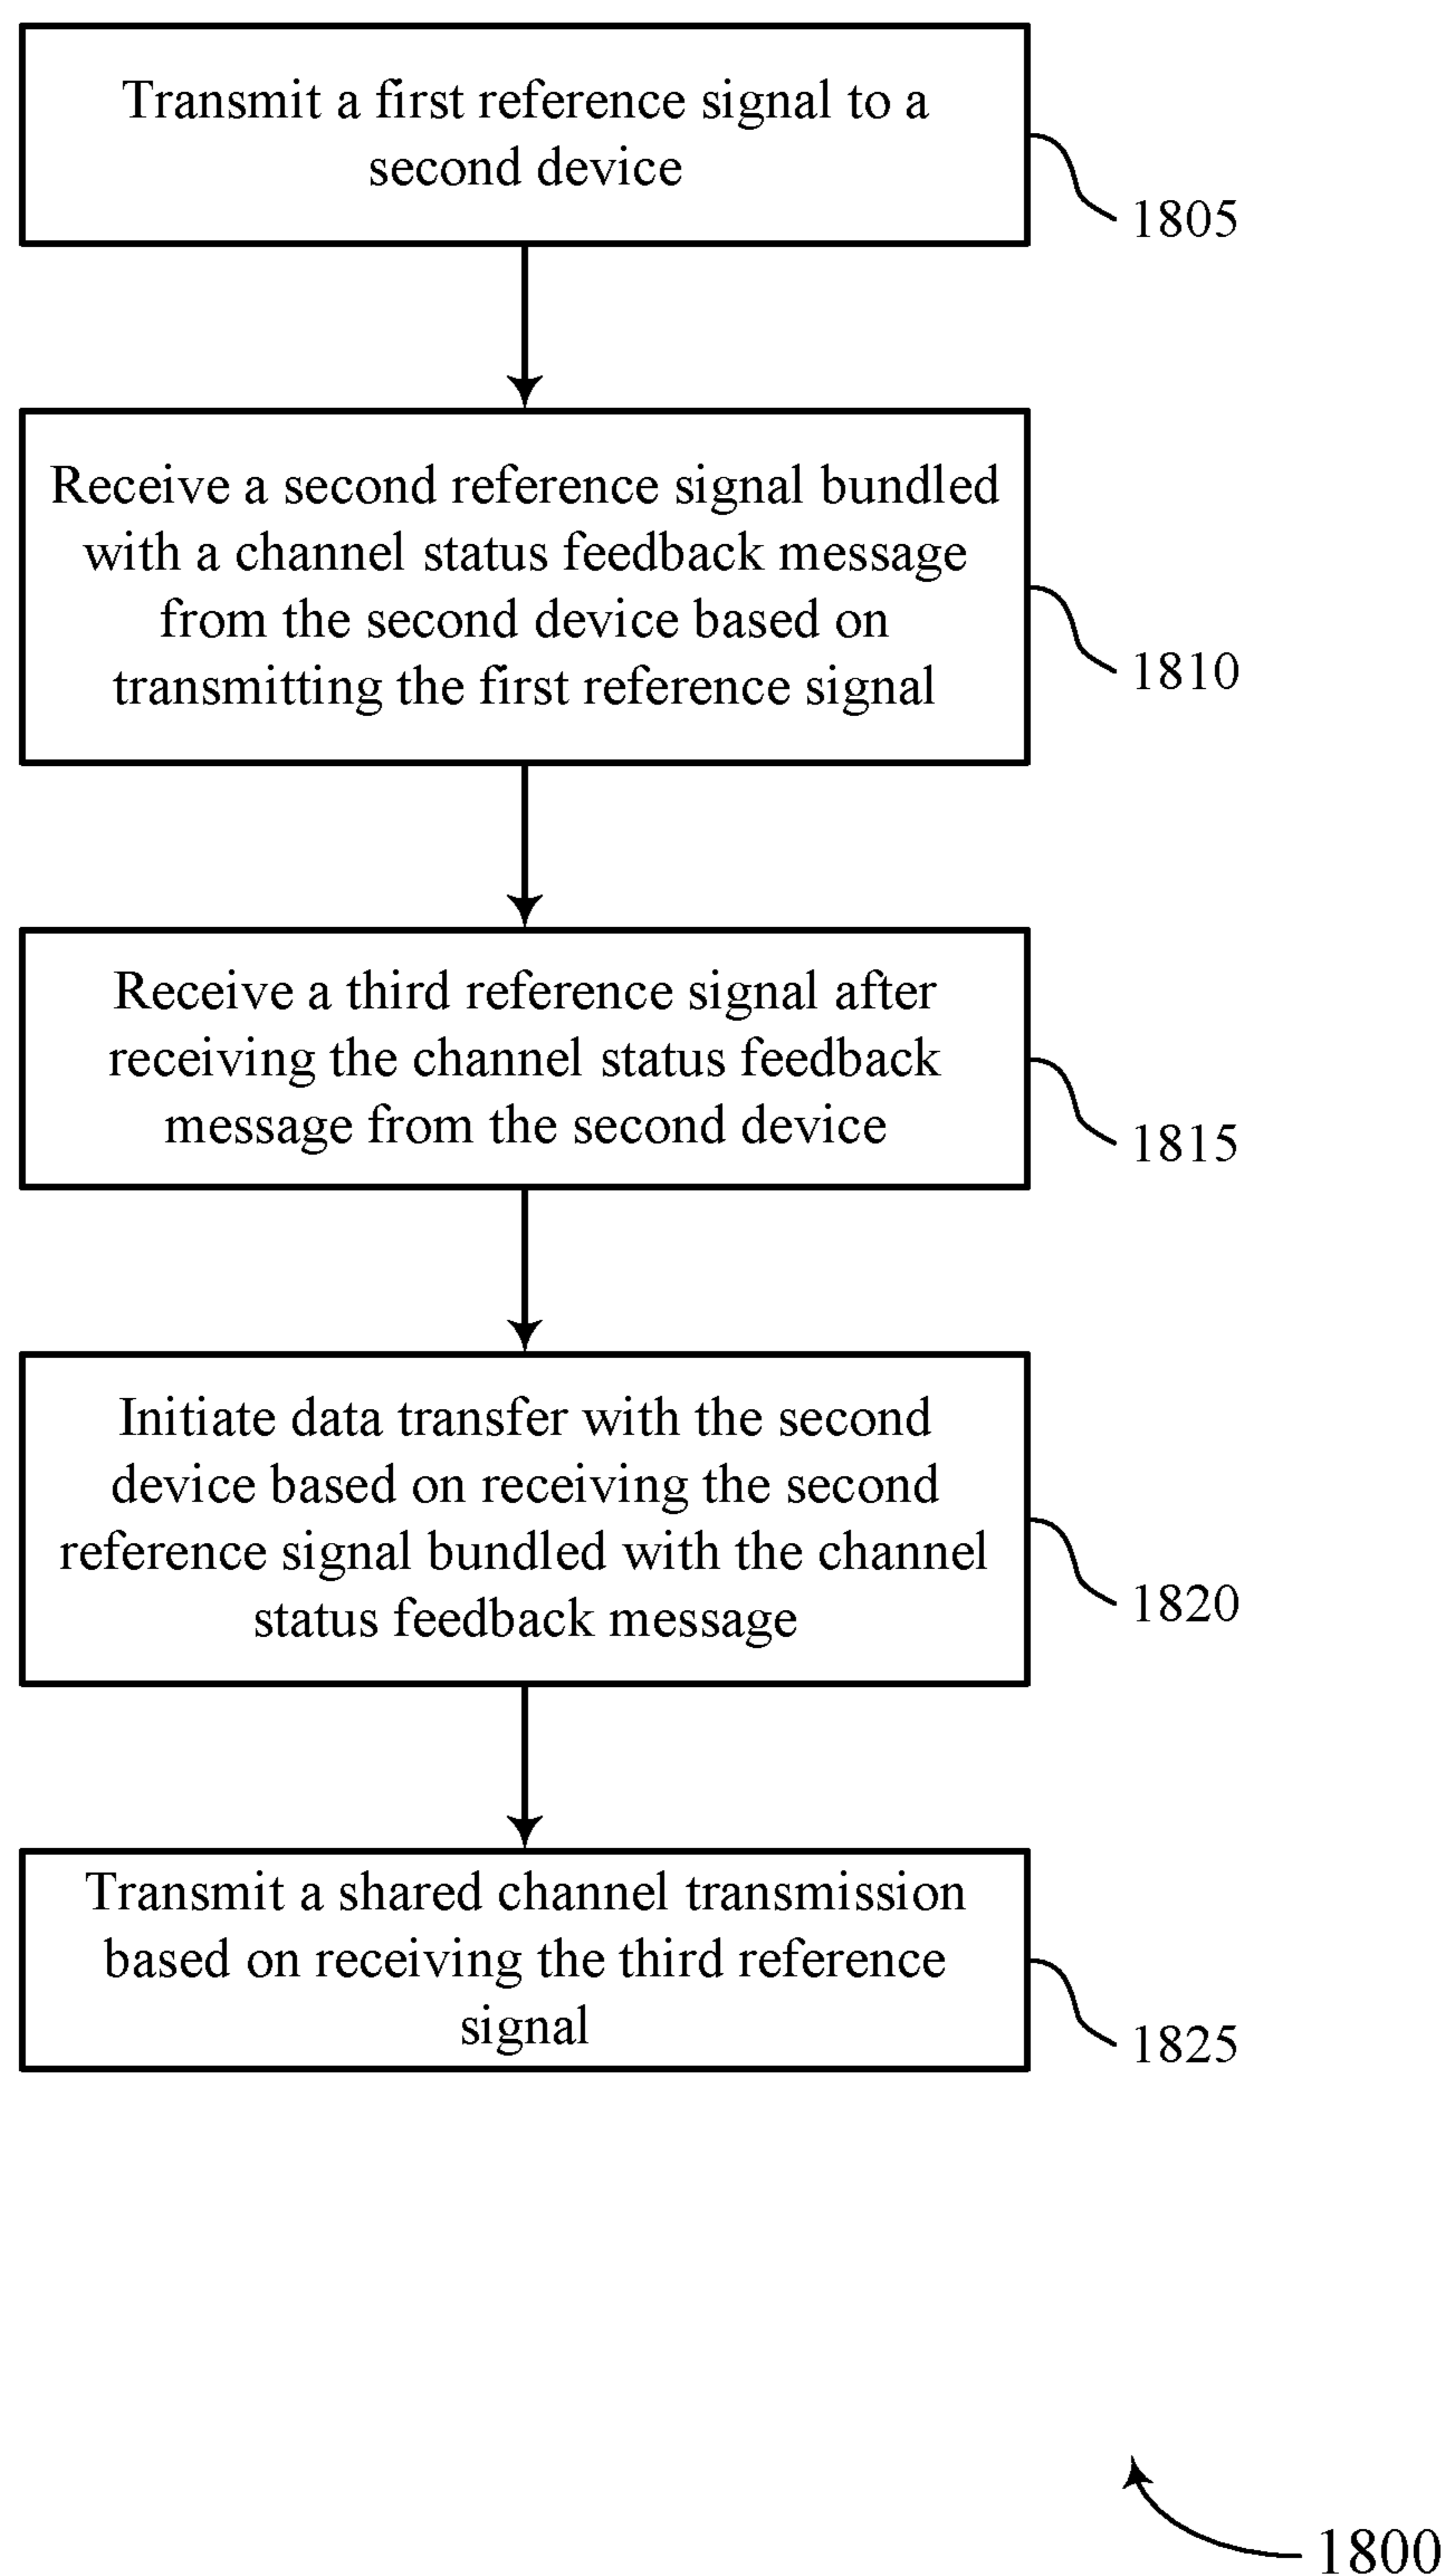 Transmit a first reference signal to a
second device
1805
Receive a second reference signal bundled
with a channel status feedback message
from the second device based on
transmitting the first reference signal
1810
Receive a third reference signal after
receiving the channel status feedback
message from the second device
1815
Initiate data transfer with the second
device based on receiving the second
reference signal bundled with the channel
status feedback message
1820
Transmit a shared channel transmission
based on receiving the third reference
signal
1825
1800